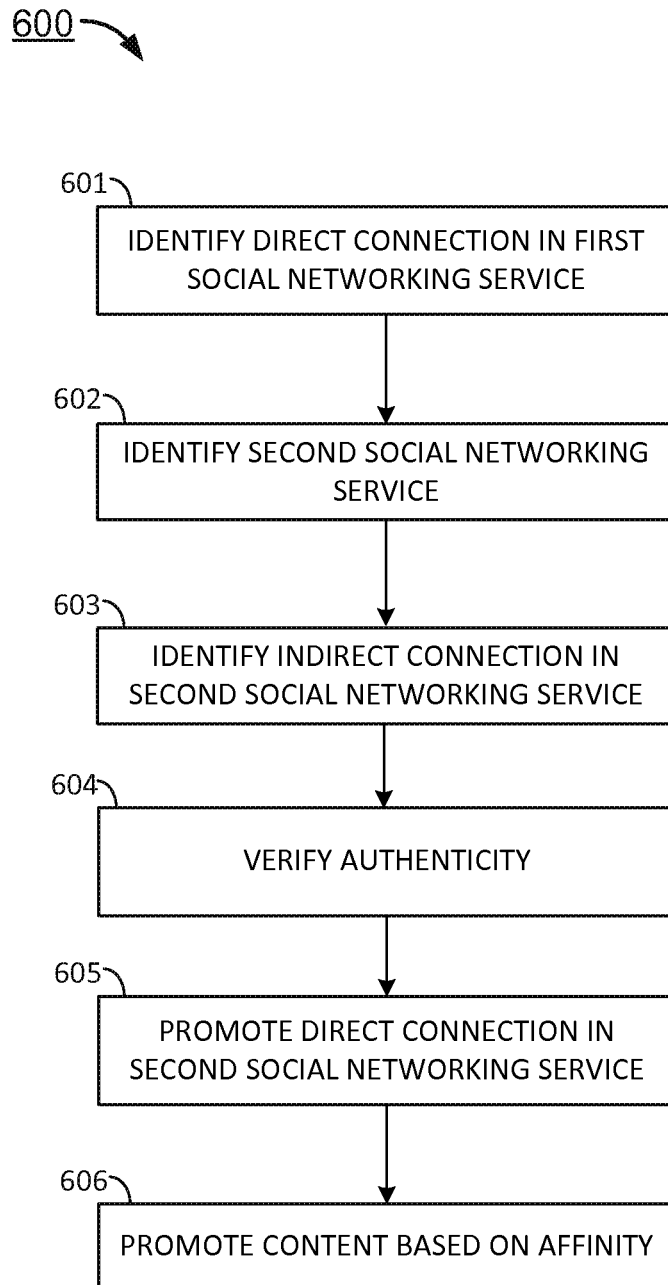 600
601
IDENTIFY DIRECT CONNECTION IN FIRST
SOCIAL NETWORKING SERVICE
602
IDENTIFY SECOND SOCIAL NETWORKING
SERVICE
603
IDENTIFY INDIRECT CONNECTION IN
SECOND SOCIAL NETWORKING SERVICE
604
VERIFY AUTHENTICITY
605
PROMOTE DIRECT CONNECTION IN
SECOND SOCIAL NETWORKING SERVICE
606
PROMOTE CONTENT BASED ON AFFINITY